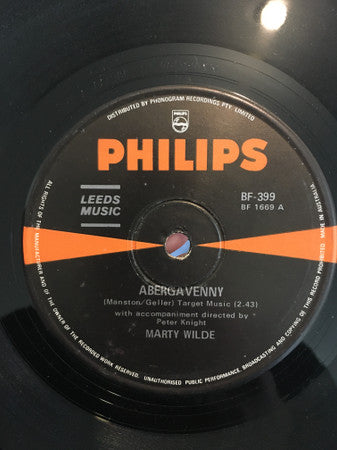 DISTRIBUTED BY PHONOGRAM RECORDINGS PTY. LIMITED
PHILIPS
PHILIPS
LEEDS
MUSIC
BF-399
BF 1669 A
ABERGAVENNY
(Manston/Geller) Target Music (2.43)
with accompaniment directed by
Peter Knight
MARTY WILDE
ALL RIGHTS OF THE MANUFACTURER AND OF THE OWNER OF THE RECORDED WORK RESERVED. UNAUTHORISED PUBLIC PERFORMANCE, BROADCASTING AND COPYING OF THIS RECORD PROHIBITED. MADE IN AUSTRALIA